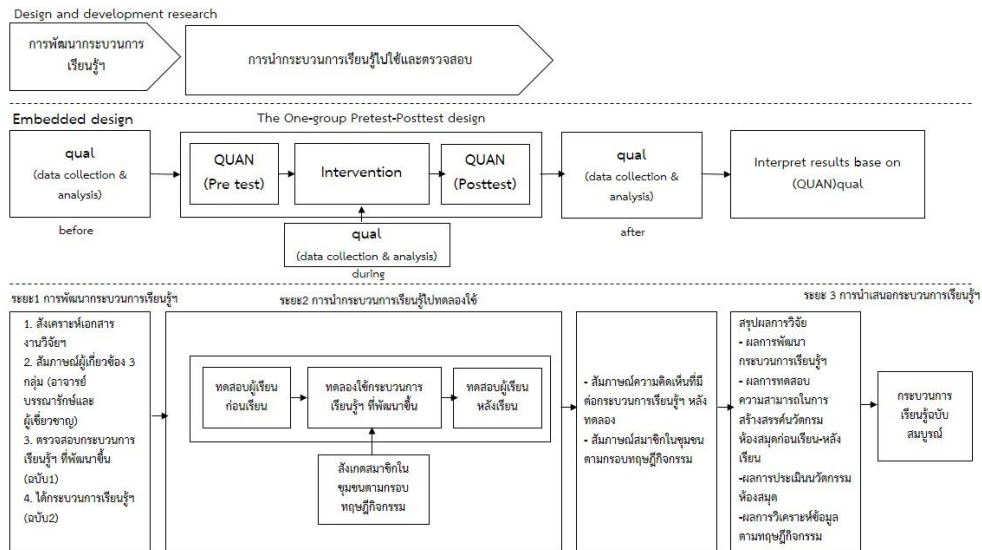 Design and development research
การพัฒนากระบวนการ
เรียนรู้ฯ
การนำกระบวนการเรียนรู้ไปใช้และตรวจสอบ
Embedded design
The One-group Pretest-Posttest design
qual
(data collection &
analysis)
before
QUAN
(Pre test)
Intervention
QUAN
(Posttest)
qual
(data collection & analysis)
during
qual
(data collection &
analysis)
after
Interpret results base on
(QUAN)qual
ระยะ1 การพัฒนากระบวนการเรียนรู้ฯ
1. สังเคราะห์เอกสาร
งานวิจัยฯ
2. สัมภาษณ์ผู้เกี่ยวข้อง 3
กลุ่ม (อาจารย์
บรรณารักษ์และ
ผู้เชี่ยวชาญ)
3. ตรวจสอบกระบวนการ
เรียนรู้ฯ ที่พัฒนาขึ้น
(ฉบับ1)
4. ได้กระบวนการเรียนรู้ฯ
(ฉบับ2)
ระยะ2 การนำกระบวนการเรียนรู้ไปทดลองใช้
ทดสอบผู้เรียน
ก่อนเรียน
ทดลองใช้กระบวนการ
เรียนรู้ฯ ที่พัฒนาขึ้น
ทดสอบผู้เรียน
หลังเรียน
สังเกตสมาชิกใน
ชุมชนตามกรอบ
ทฤษฎีกิจกรรม
- สัมภาษณ์ความคิดเห็นที่มี
ต่อกระบวนการเรียนรู้ฯ หลัง
ทดลอง
- สัมภาษณ์สมาชิกในชุมชน
ตามกรอบทฤษฎีกิจกรรม
ระยะ 3 การนำเสนอกระบวนการเรียนรู้ฯ
สรุปผลการวิจัย
- ผลการพัฒนา
กระบวนการเรียนรู้ฯ
- ผลการทดสอบ
ความสามารถในการ
สร้างสรรค์นวัตกรรม
ห้องสมุดก่อนเรียน-หลัง
เรียน
-ผลการประเมินนวัตกรรม
ห้องสมุด
-ผลการวิเคราะห์ข้อมูล
ตามทฤษฎีกิจกรรม
กระบวนการ
เรียนรู้ฉบับ
สมบูรณ์